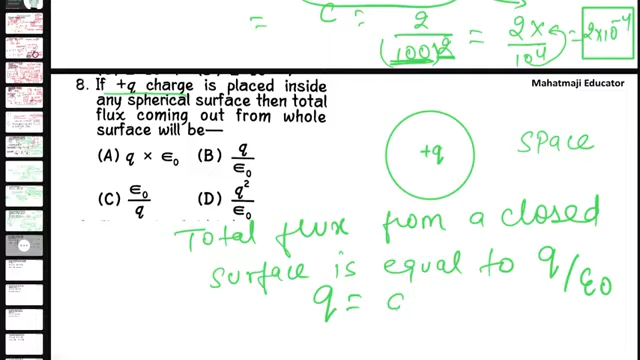 = C = 2/(100)2 = 2×/10⁴ = 2×10⁻⁴
Mahatmaji Educator
8. If +q charge is placed inside
any spherical surface then total
flux coming out from whole
surface will be—
(A) q × ∈₀ (B) q/∈₀
(C) ∈₀/q (D) q²/∈₀
+q
space
Total flux from a closed
surface is equal to q/ε0
q = C